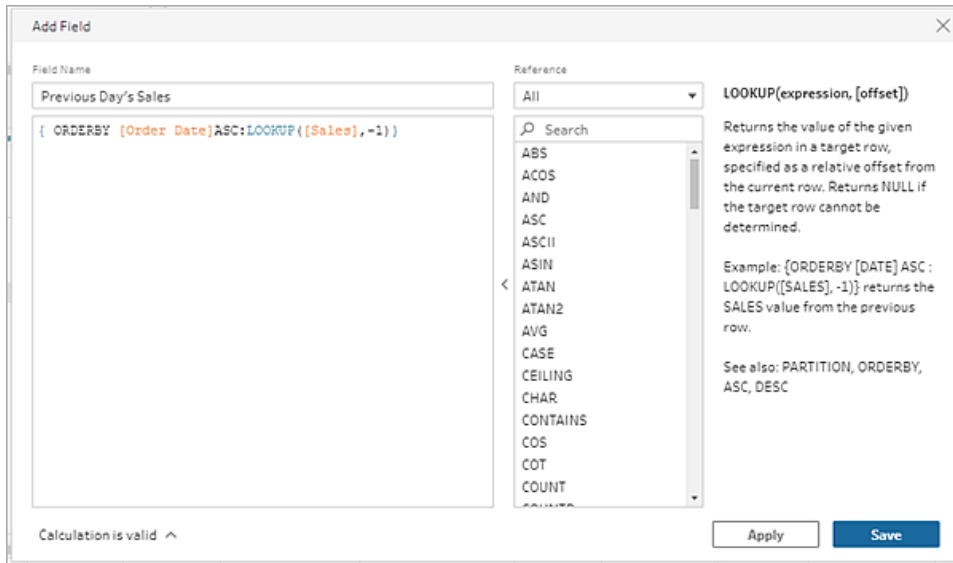 Add Field
Field Name
Previous Day's Sales
{ ORDERBY [Order Date]ASC:LOOKUP([Sales],-1)}
Reference
All
Search
ABS
ACOS
AND
ASC
ASCII
ASIN
ATAN
ATAN2
AVG
CASE
CEILING
CHAR
CONTAINS
COS
COT
COUNT
COUNTD
LOOKUP(expression, [offset])
Returns the value of the given
expression in a target row,
specified as a relative offset from
the current row. Returns NULL if
the target row cannot be
determined.
Example: {ORDERBY [DATE] ASC :
LOOKUP([SALES], -1)} returns the
SALES value from the previous
row.
See also: PARTITION, ORDERBY,
ASC, DESC
Calculation is valid
Apply
Save